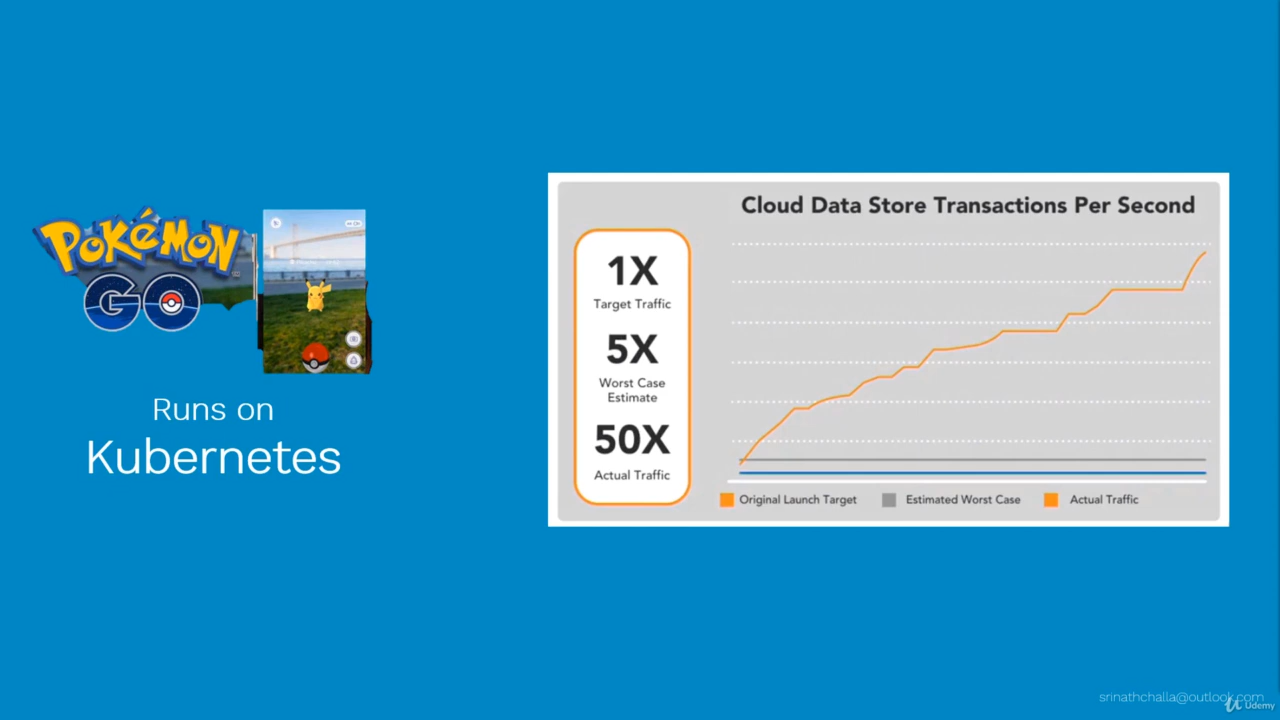 POKéMON
GO
Runs on
Kubernetes
Cloud Data Store Transactions Per Second
1X
Target Traffic
5X
Worst Case
Estimate
50X
Actual Traffic
Original Launch Target Estimated Worst Case Actual Traffic
srinathchalla@outlook.com
Udemy